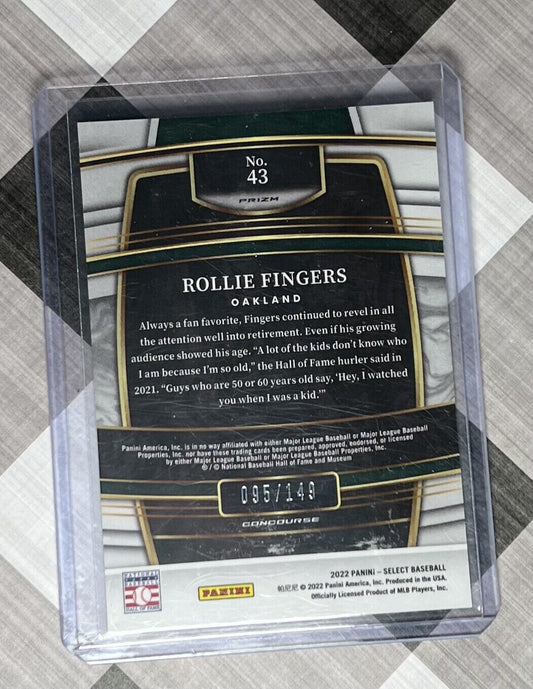 No.
43
PRIZM
ROLLIE FINGERS
OAKLAND
Always a fan favorite, Fingers continued to revel in all
the attention well into retirement. Even if his growing
audience showed his age. “A lot of the kids don’t know who
I am because I’m so old,” the Hall of Fame hurler said in
2021. “Guys who are 50 or 60 years old say, ‘Hey, I watched
you when I was a kid.’”
Panini America, Inc. is in no way affiliated with either Major League Baseball or Major League Baseball
Properties, Inc. nor have these trading cards been prepared, approved, endorsed, or licensed
by either Major League Baseball or Major League Baseball Properties, Inc.
® / © National Baseball Hall of Fame and Museum
095/149
CONCOURSE
2022 PANINI – SELECT BASEBALL
帕尼尼 © 2022 Panini America, Inc. Produced in the USA.
Officially Licensed Product of MLB Players, Inc.
NATIONAL
BASEBALL
HALL OF FAME
PANINI